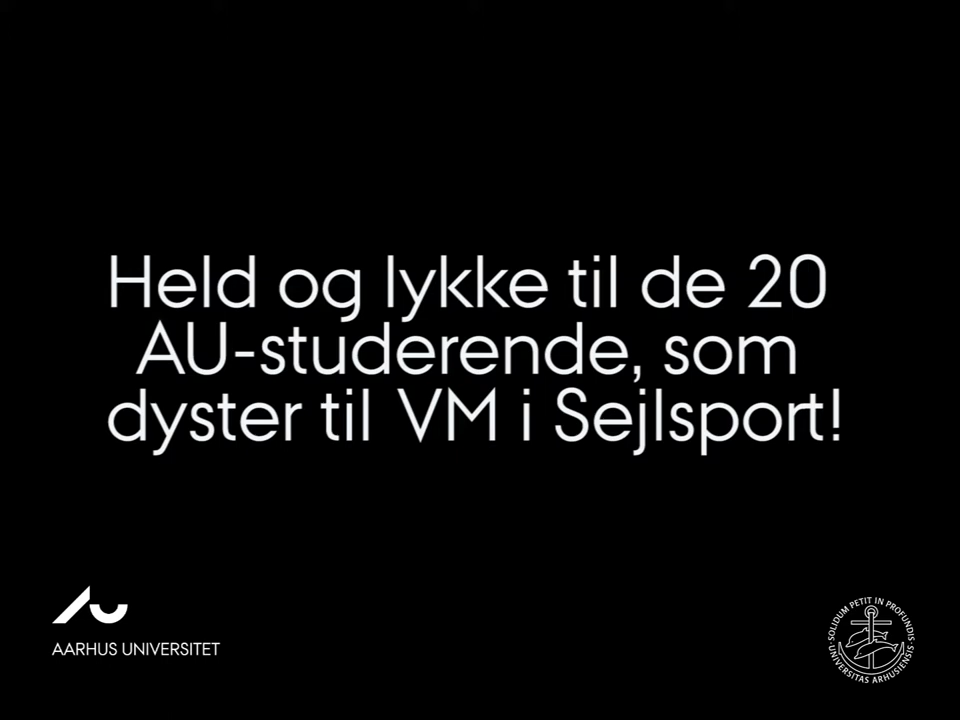 Held og lykke til de 20
AU-studerende, som
dyster til VM i Sejlsport!
AARHUS UNIVERSITET
SOLIDUM PETIT IN PROFUNDIS
UNIVERSITAS ARHUSIENSIS